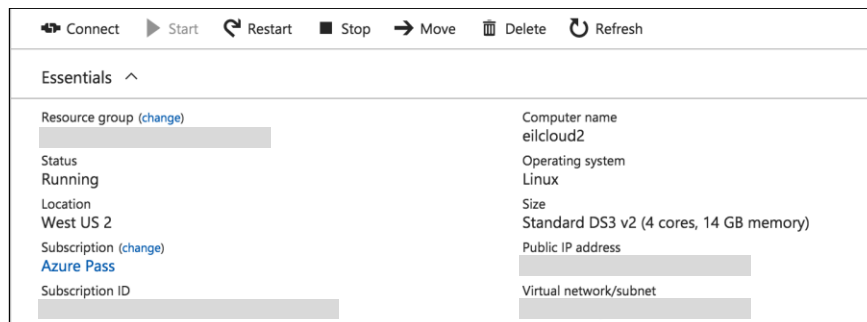 Connect Start Restart Stop Move Delete Refresh
Essentials
Resource group (change)
Status
Running
Location
West US 2
Subscription (change)
Azure Pass
Subscription ID
Computer name
eilcloud2
Operating system
Linux
Size
Standard DS3 v2 (4 cores, 14 GB memory)
Public IP address
Virtual network/subnet